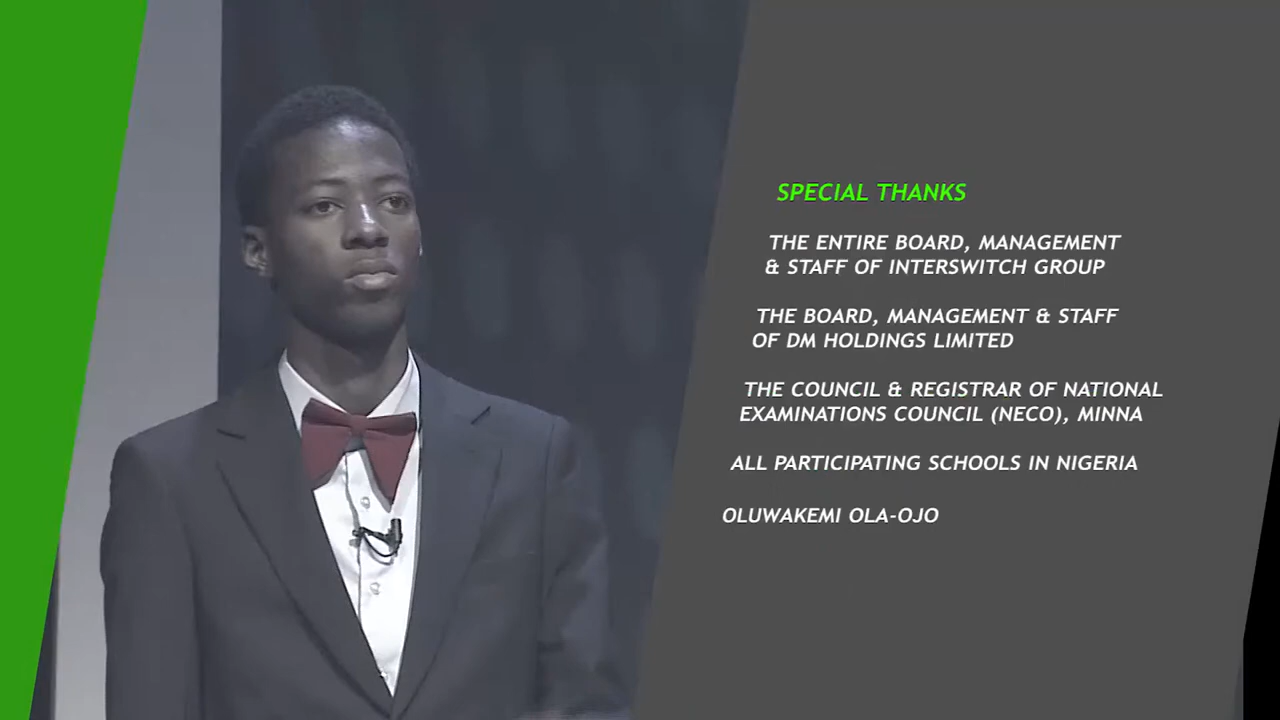 SPECIAL THANKS
THE ENTIRE BOARD, MANAGEMENT
& STAFF OF INTERSWITCH GROUP
THE BOARD, MANAGEMENT & STAFF
OF DM HOLDINGS LIMITED
THE COUNCIL & REGISTRAR OF NATIONAL
EXAMINATIONS COUNCIL (NECO), MINNA
ALL PARTICIPATING SCHOOLS IN NIGERIA
OLUWAKEMI OLA-OJO